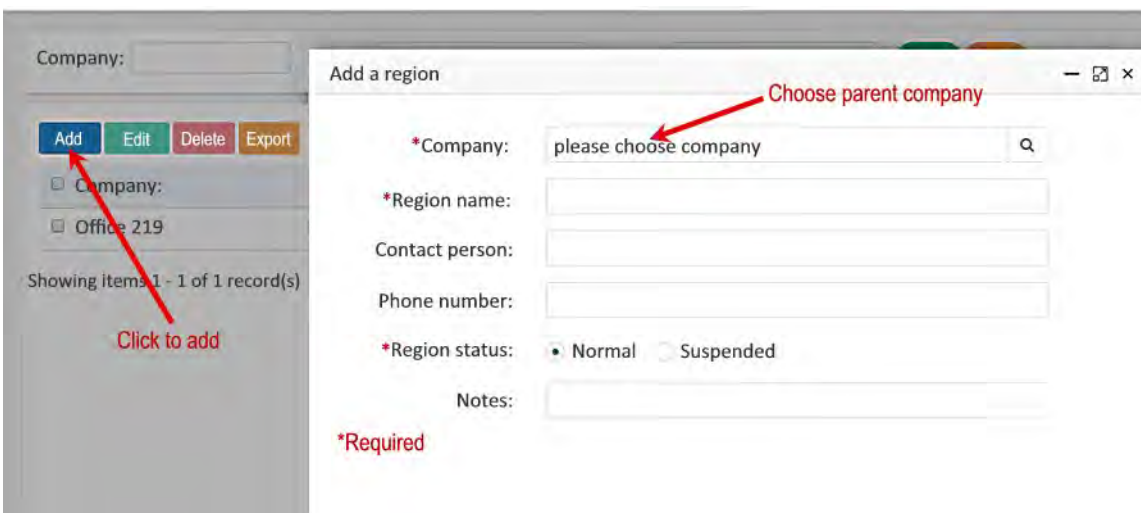 Company:
Add a region
Choose parent company
Add Edit Delete Export
*Company: please choose company
Company:
*Region name:
Office 219
Contact person:
Showing items 1 - 1 of 1 record(s)
Phone number:
Click to add
*Region status: Normal Suspended
Notes:
*Required